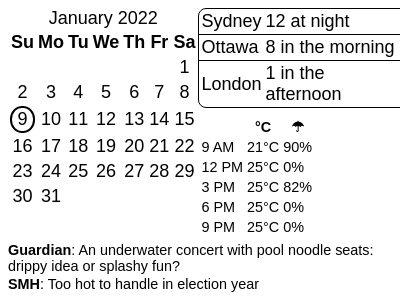 January 2022
Su Mo Tu We Th Fr Sa
1
2 3 4 5 6 7 8
9 10 11 12 13 14 15
16 17 18 19 20 21 22
23 24 25 26 27 28 29
30 31
Sydney 12 at night
Ottawa 8 in the morning
London 1 in the
afternoon
°C ☂
9 AM 21°C 90%
12 PM 25°C 0%
3 PM 25°C 82%
6 PM 25°C 0%
9 PM 25°C 0%
Guardian: An underwater concert with pool noodle seats:
drippy idea or splashy fun?
SMH: Too hot to handle in election year